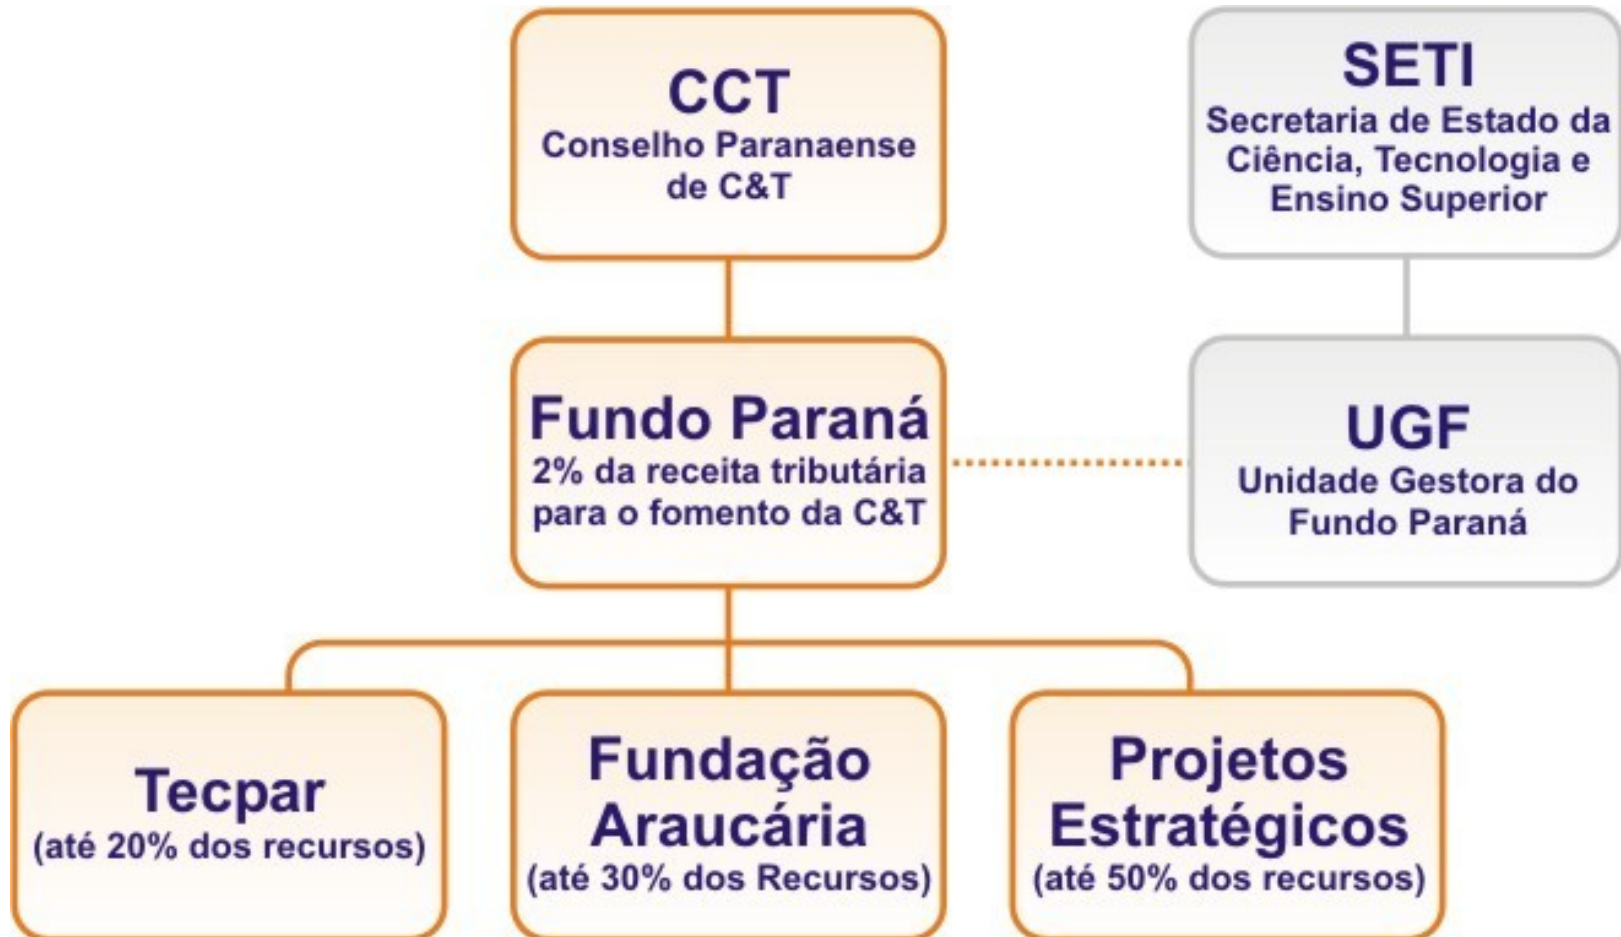 CCT
Conselho Paranaense
de C&T
SETI
Secretaria de Estado da
Ciência, Tecnologia e
Ensino Superior
Fundo Paraná
2% da receita tributária
para o fomento da C&T
UGF
Unidade Gestora do
Fundo Paraná
Tecpar
(até 20% dos recursos)
Fundação
Araucária
(até 30% dos Recursos)
Projetos
Estratégicos
(até 50% dos recursos)